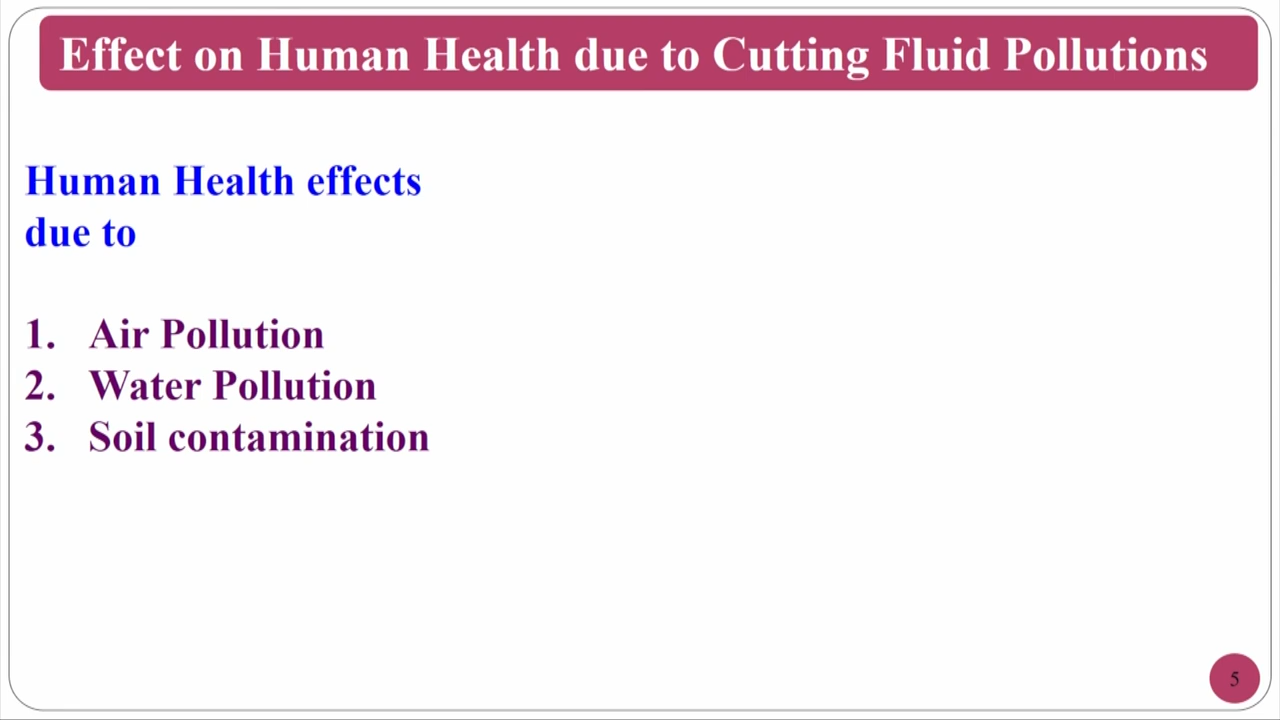 Effect on Human Health due to Cutting Fluid Pollutions
Human Health effects
due to
1. Air Pollution
2. Water Pollution
3. Soil contamination
5